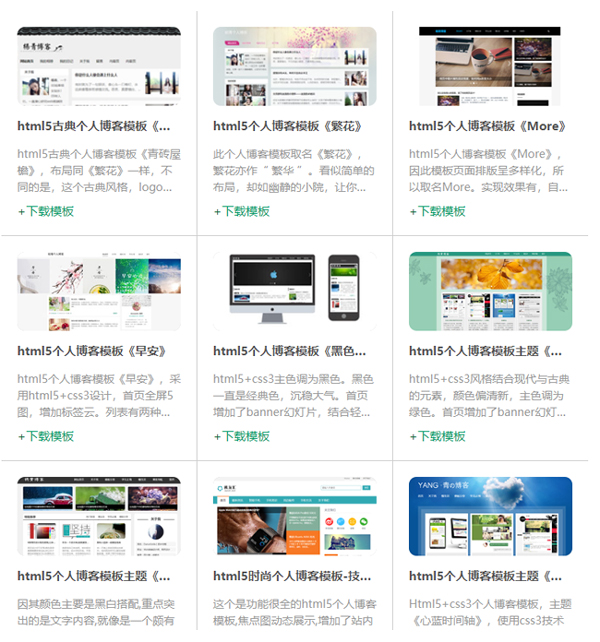 杨青博客
html5古典个人博客模板《...
html5古典个人博客模板《青砖屋
檐》，布局同《繁花》一样，不
同的是，这个古典风格，logo...
+下载模板
html5个人博客模板《繁花》
此个人博客模板取名《繁花》，
繁花亦作“ 繁华 ”。看似简单的
布局，却如幽静的小院，让你...
+下载模板
html5个人博客模板《More》
html5个人博客模板《More》，
因此模板页面排版呈多样化，所
以取名More。实现效果有，自...
+下载模板
html5个人博客模板《早安》
html5个人博客模板《早安》，采
用html5+css3设计，首页全屏5
图，增加标签云。列表有两种...
+下载模板
html5个人博客模板《黑色...
html5+css3主色调为黑色。黑色
一直是经典色，沉稳大气。首页
增加了banner幻灯片，结合轻...
+下载模板
html5个人博客模板主题《...
html5+css3风格结合现代与古典
的元素，颜色偏清新，主色调为
绿色。首页增加了banner幻灯...
+下载模板
坚持
html5个人博客模板主题《...
因其颜色主要是黑白搭配,重点突
出的是文字内容,就像是一个颇有
html5时尚个人博客模板-技...
这个是功能很全的html5个人博客
模板,焦点图动态展示,增加了站内
YANG·青の博客
html5个人博客模板主题《...
Html5+css3个人博客模板，主题
《心蓝时间轴》，使用css3技术